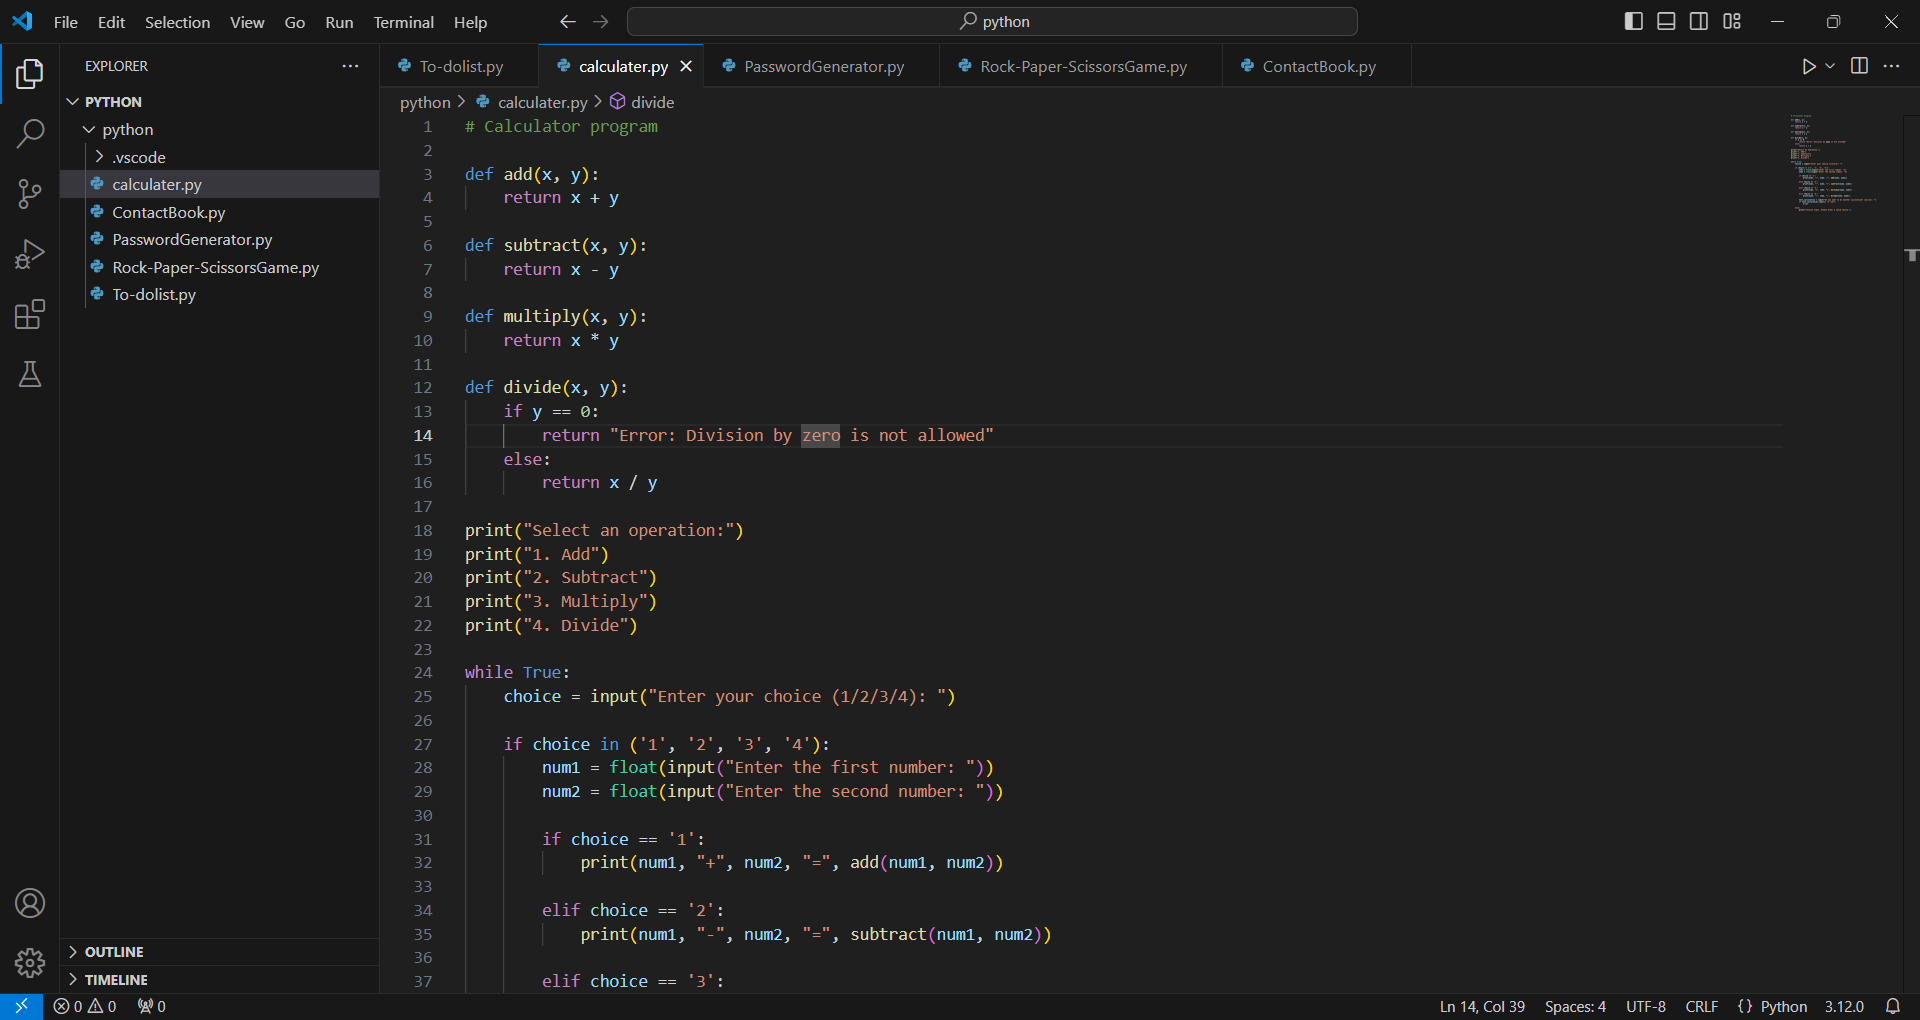 File Edit Selection View Go Run Terminal Help
python
EXPLORER
PYTHON
python
.vscode
calculater.py
ContactBook.py
PasswordGenerator.py
Rock-Paper-ScissorsGame.py
To-dolist.py
OUTLINE
TIMELINE
To-dolist.py calculater.py PasswordGenerator.py Rock-Paper-ScissorsGame.py ContactBook.py
python > calculater.py > divide
1 # Calculator program
2
3 def add(x, y):
4     return x + y
5
6 def subtract(x, y):
7     return x - y
8
9 def multiply(x, y):
10     return x * y
11
12 def divide(x, y):
13     if y == 0:
14         return "Error: Division by zero is not allowed"
15     else:
16         return x / y
17
18 print("Select an operation:")
19 print("1. Add")
20 print("2. Subtract")
21 print("3. Multiply")
22 print("4. Divide")
23
24 while True:
25     choice = input("Enter your choice (1/2/3/4): ")
26
27     if choice in ('1', '2', '3', '4'):
28         num1 = float(input("Enter the first number: "))
29         num2 = float(input("Enter the second number: "))
30
31         if choice == '1':
32             print(num1, "+", num2, "=", add(num1, num2))
33
34         elif choice == '2':
35             print(num1, "-", num2, "=", subtract(num1, num2))
36
37         elif choice == '3':
0 0 0 Ln 14, Col 39 Spaces: 4 UTF-8 CRLF {} Python 3.12.0